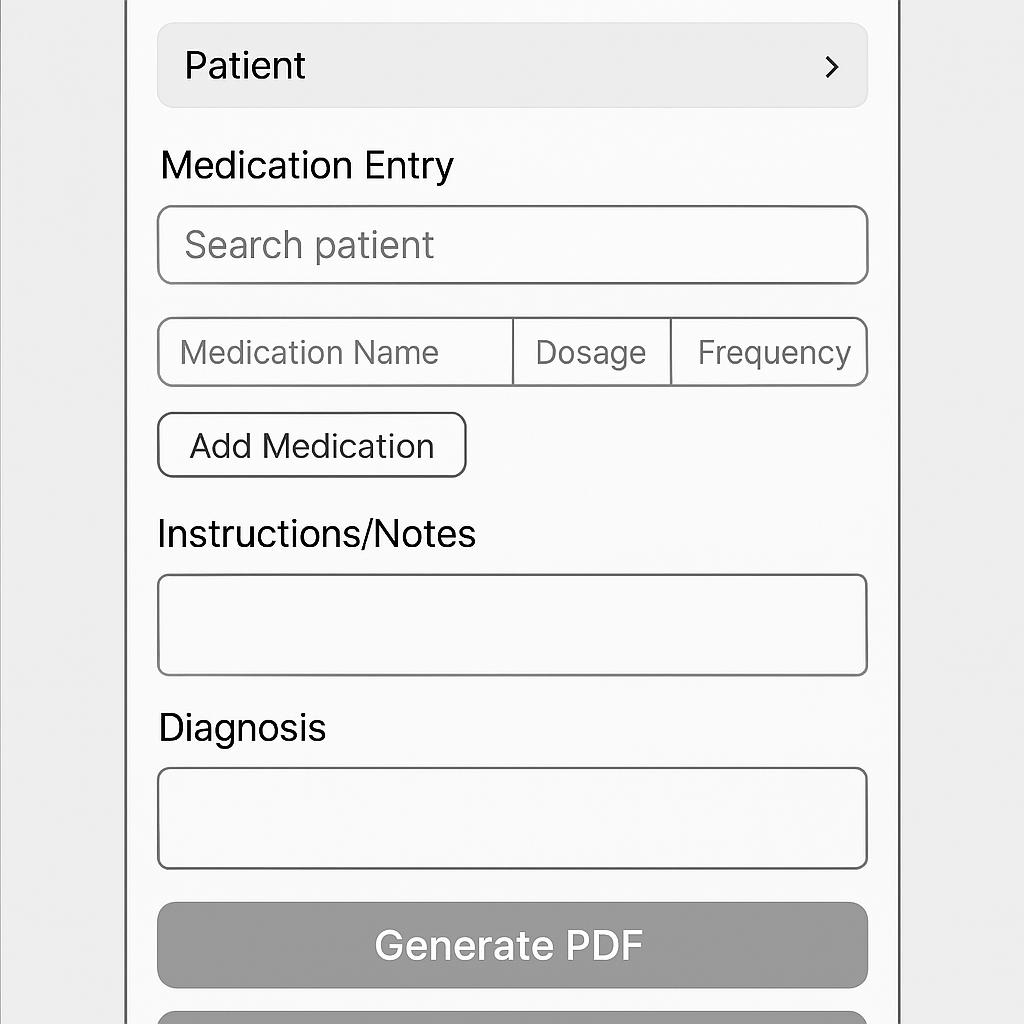 Patient
Medication Entry
Search patient
Medication Name Dosage Frequency
Add Medication
Instructions/Notes
Diagnosis
Generate PDF